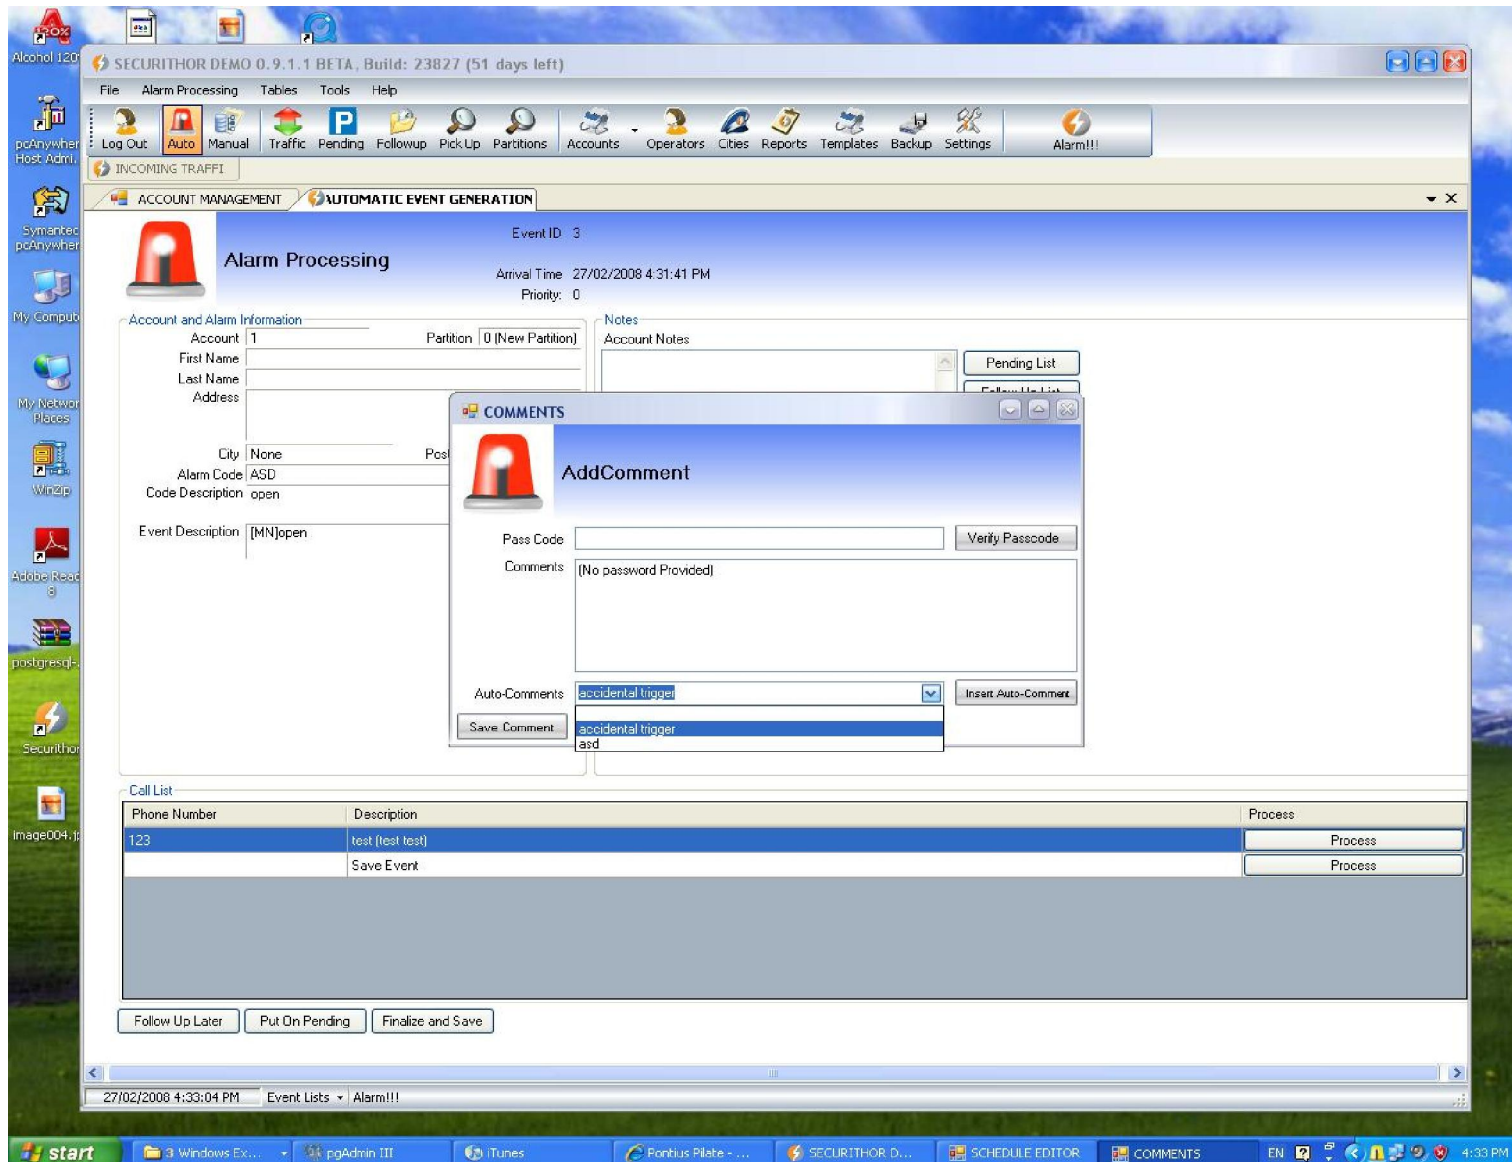 Alcohol 120
SECURITHOR DEMO 0.9.1.1 BETA, Build: 23827 (51 days left)
File Alarm Processing Tables Tools Help
pcAnywher
Host Admi.
Log Out Auto Manual Traffic Pending Followup Pick Up Partitions Accounts Operators Cities Reports Templates Backup Settings Alarm!!!
INCOMING TRAFFI
ACCOUNT MANAGEMENT AUTOMATIC EVENT GENERATION
Symantec
pcAnywher
Alarm Processing
Event ID 3
Arrival Time 27/02/2008 4:31:41 PM
Priority: 0
My Comput
Account and Alarm Information
Account 1 Partition 0 (New Partition)
First Name
Last Name
Address
City None Post
Alarm Code ASD
Code Description open
Event Description [MN]open
Notes
Account Notes
Pending List
Follow Up List
My Networ
Places
WinZip
Adobe Read
8
postgresql-.
Securithor
image004.jp
COMMENTS
AddComment
Pass Code Verify Passcode
Comments (No password Provided)
Auto-Comments accidental trigger Insert Auto-Comment
Save Comment
accidental trigger
asd
Call List
Phone Number Description Process
123 test (test test) Process
Save Event Process
Follow Up Later Put On Pending Finalize and Save
27/02/2008 4:33:04 PM Event Lists Alarm!!!
start 3 Windows Ex... pgAdmin III iTunes Pontius Pilate - ... SECURITHOR D... SCHEDULE EDITOR COMMENTS EN 4:33 PM